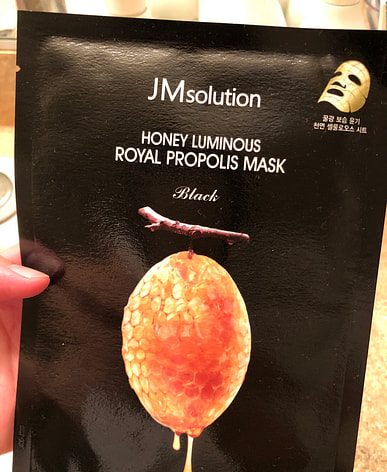 JMsolution
HONEY LUMINOUS
ROYAL PROPOLIS MASK
Black
꿀광 보습 윤기
천연 셀룰로오스 시트